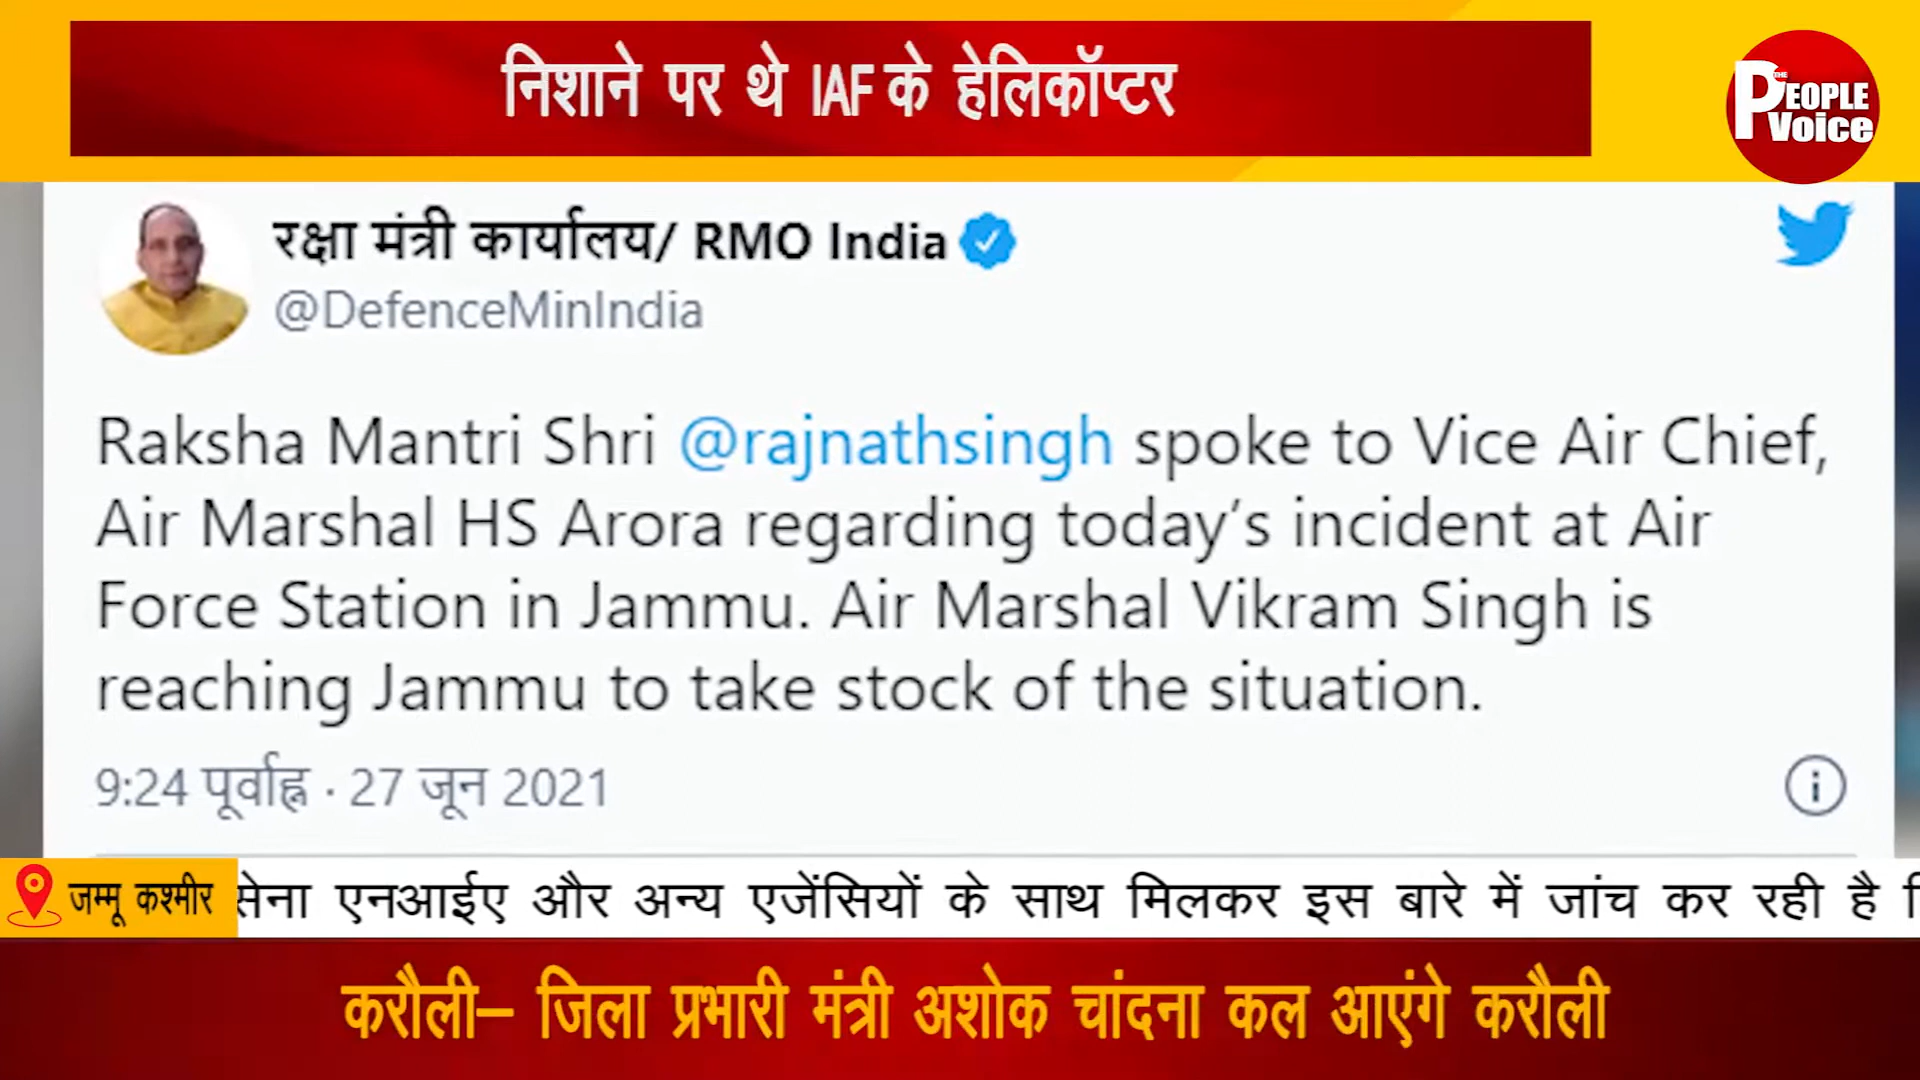 निशाने पर थे IAF के हेलिकॉप्टर
THE PEOPLE Voice
रक्षा मंत्री कार्यालय/ RMO India
@DefenceMinIndia
Raksha Mantri Shri @rajnathsingh spoke to Vice Air Chief,
Air Marshal HS Arora regarding today’s incident at Air
Force Station in Jammu. Air Marshal Vikram Singh is
reaching Jammu to take stock of the situation.
9:24 पूर्वाह्न · 27 जून 2021
जम्मू कश्मीर
सेना एनआईए और अन्य एजेंसियों के साथ मिलकर इस बारे में जांच कर रही है
करौली– जिला प्रभारी मंत्री अशोक चांदना कल आएंगे करौली